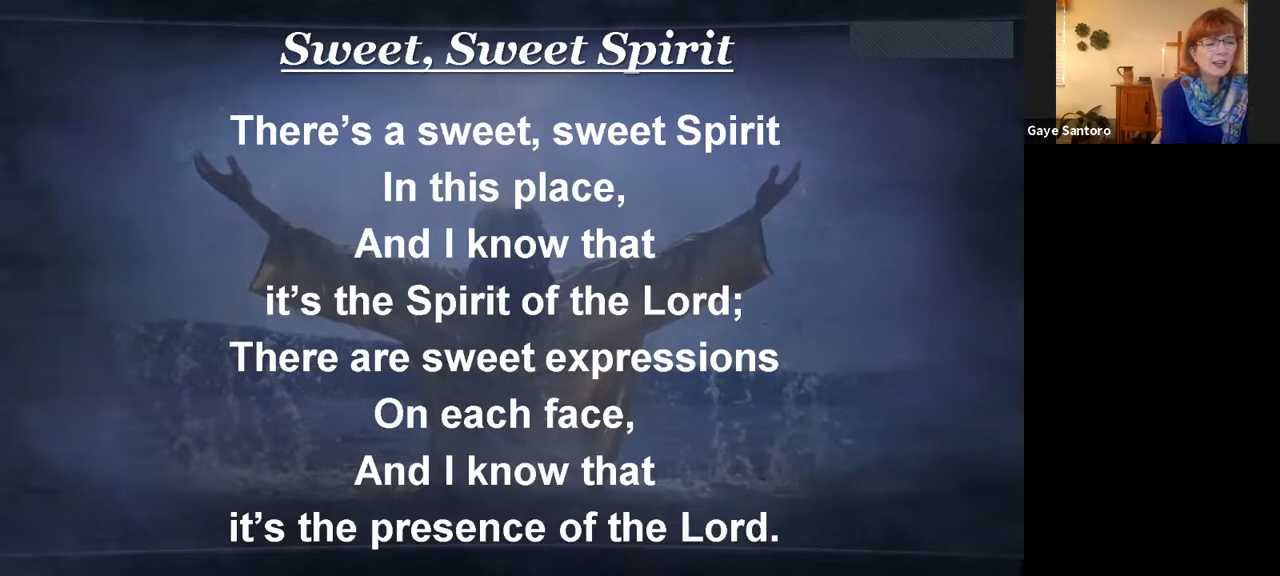 Sweet, Sweet Spirit
There’s a sweet, sweet Spirit
In this place,
And I know that
it’s the Spirit of the Lord;
There are sweet expressions
On each face,
And I know that
it’s the presence of the Lord.
Gaye Santoro